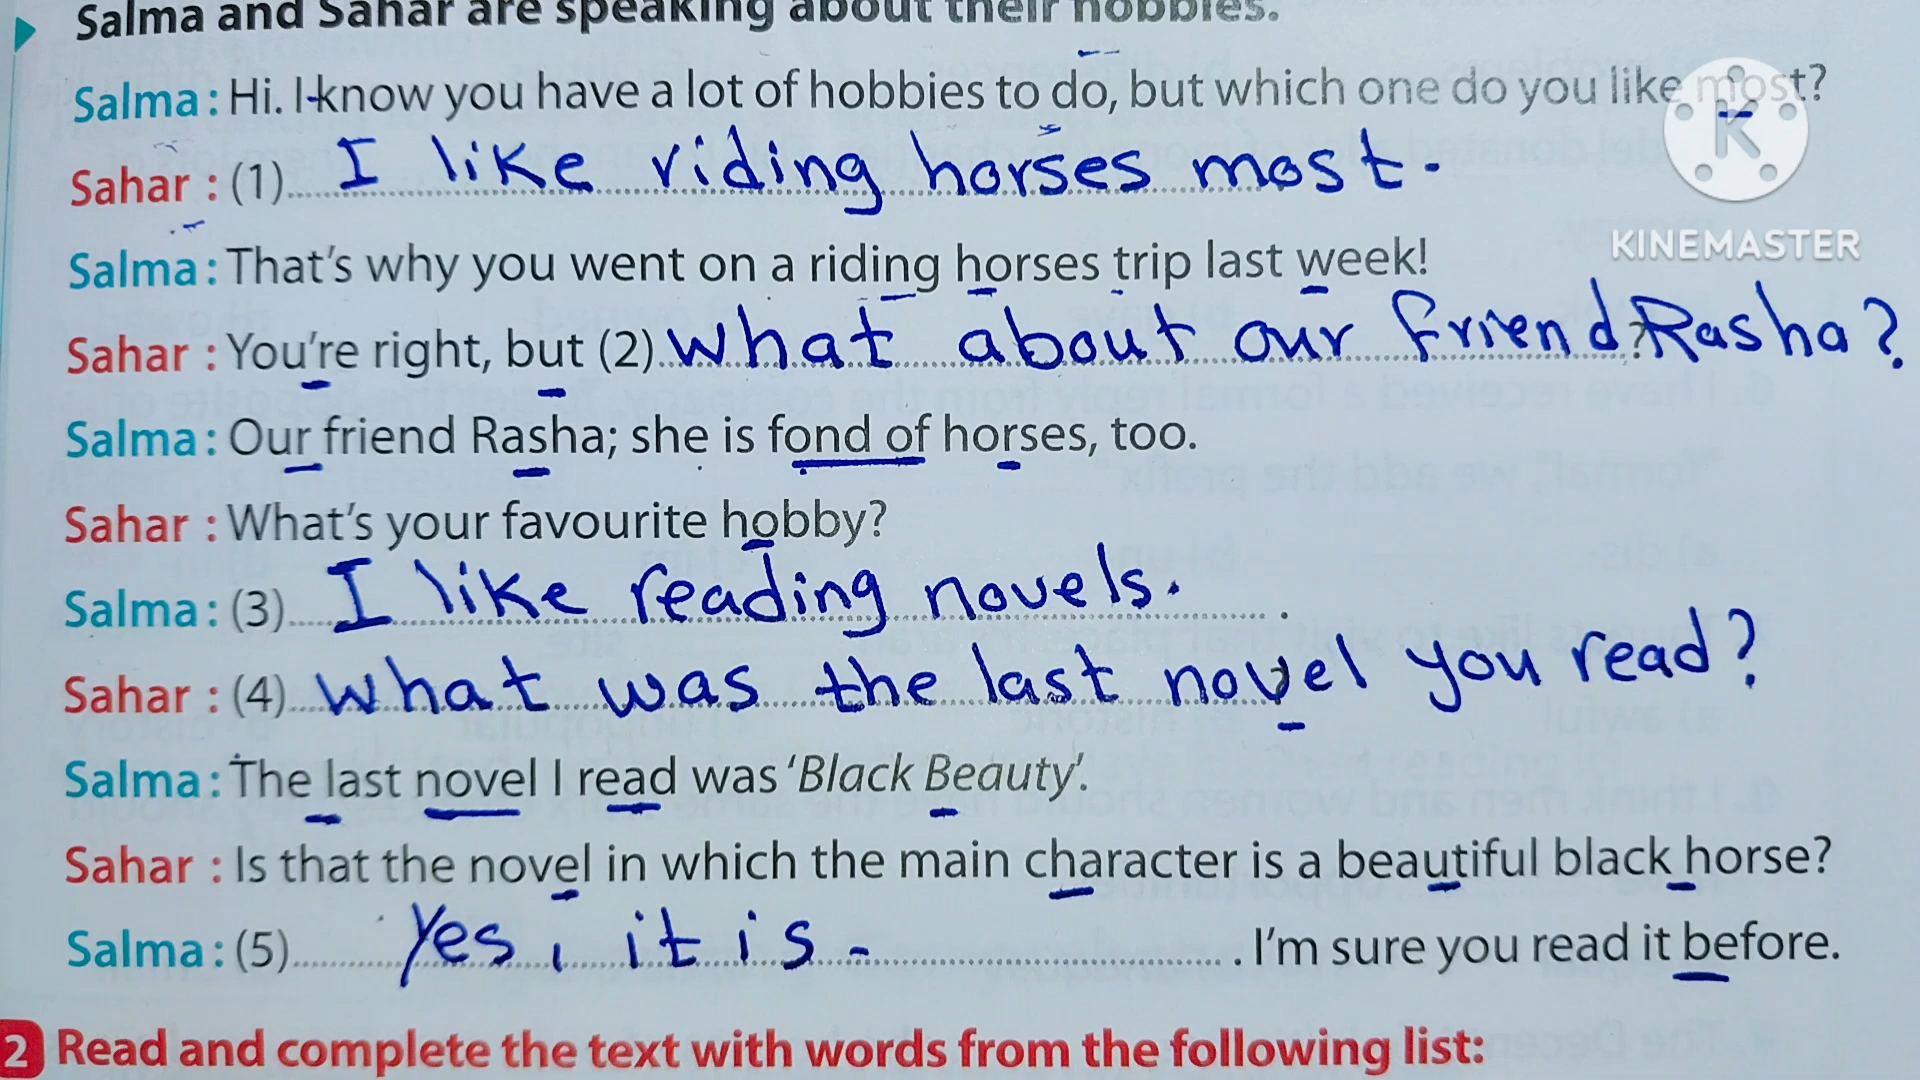 Salma and Sahar are speaking about their hobbies.
Salma : Hi. I know you have a lot of hobbies to do, but which one do you like most?
Sahar : (1) I like riding horses most.
KINEMASTER
Salma : That's why you went on a riding horses trip last week!
Sahar : You're right, but (2) what about our friend Rasha?
Salma : Our friend Rasha; she is fond of horses, too.
Sahar : What's your favourite hobby?
Salma : (3) I like reading novels.
Sahar : (4) What was the last novel you read?
Salma : The last novel I read was 'Black Beauty'.
Sahar : Is that the novel in which the main character is a beautiful black horse?
Salma : (5) Yes, it is. I'm sure you read it before.
2 Read and complete the text with words from the following list: